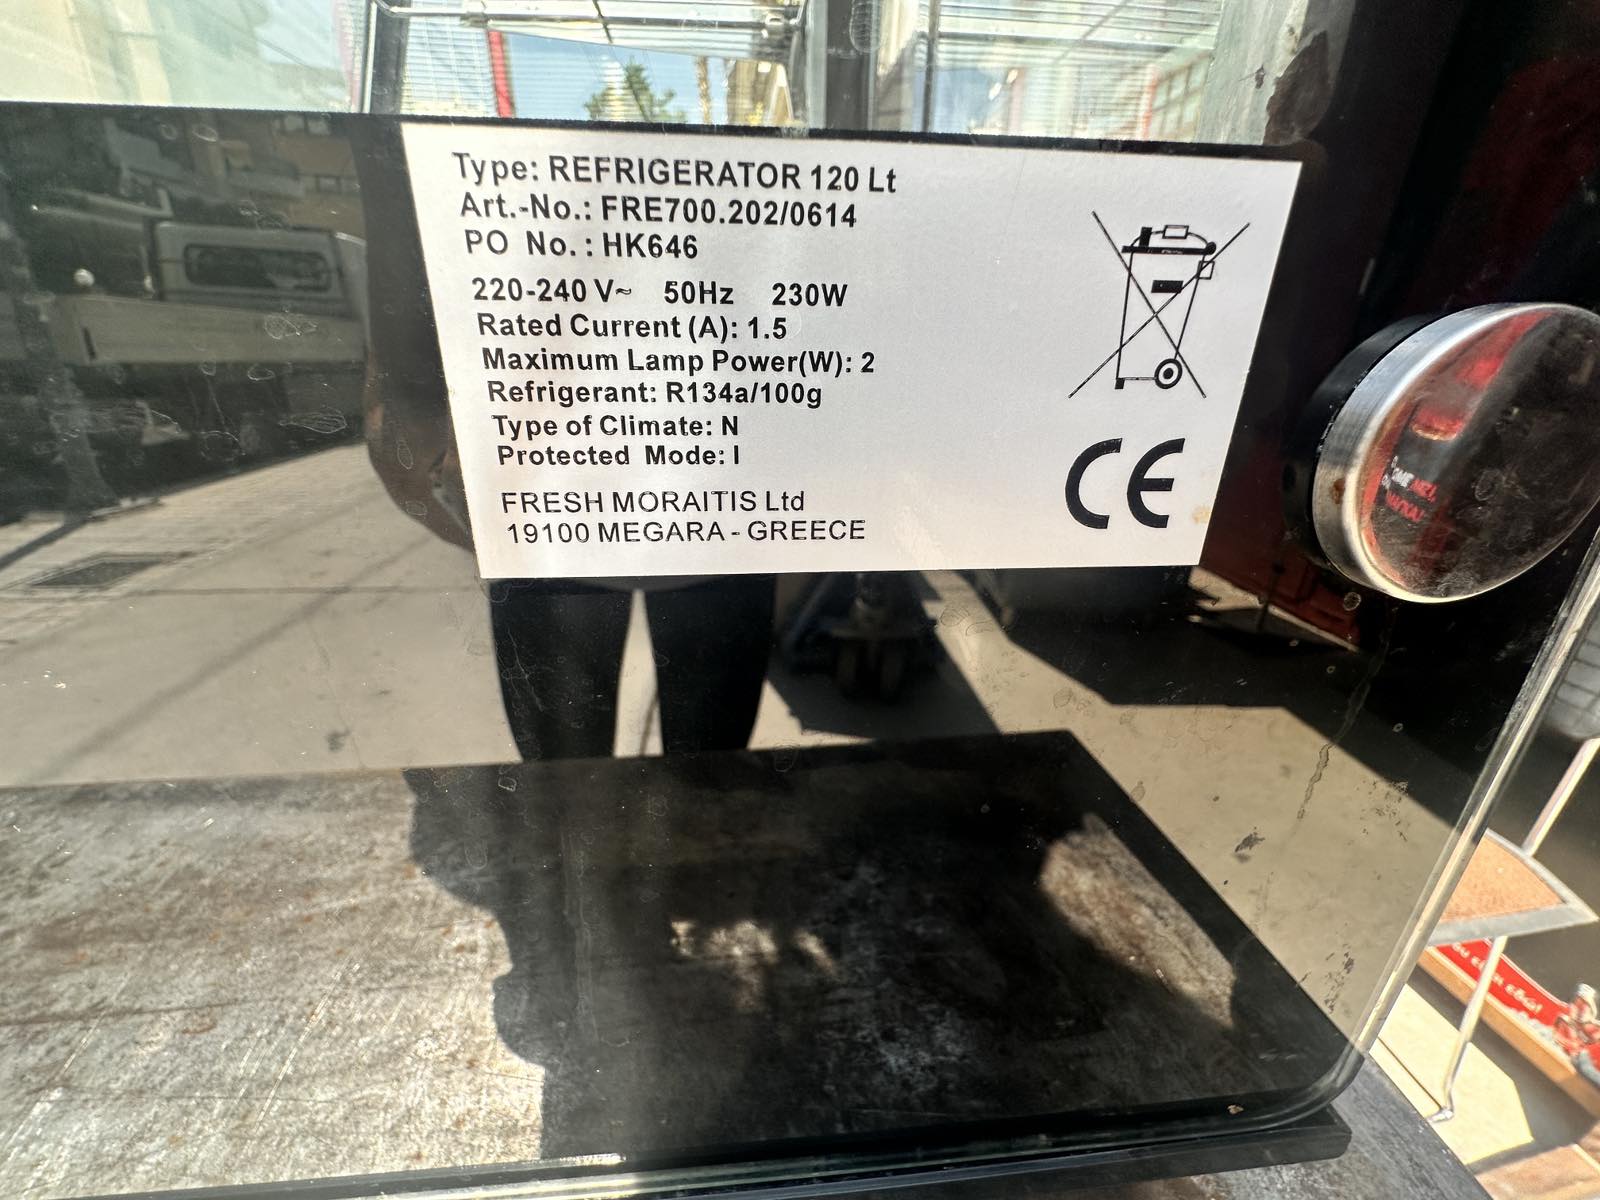 Type: REFRIGERATOR 120 Lt
Art.-No.: FRE700.202/0614
PO No. : HK646
220-240 V~ 50Hz 230W
Rated Current (A): 1.5
Maximum Lamp Power(W): 2
Refrigerant: R134a/100g
Type of Climate: N
Protected Mode: I
FRESH MORAITIS Ltd
19100 MEGARA - GREECE
CE